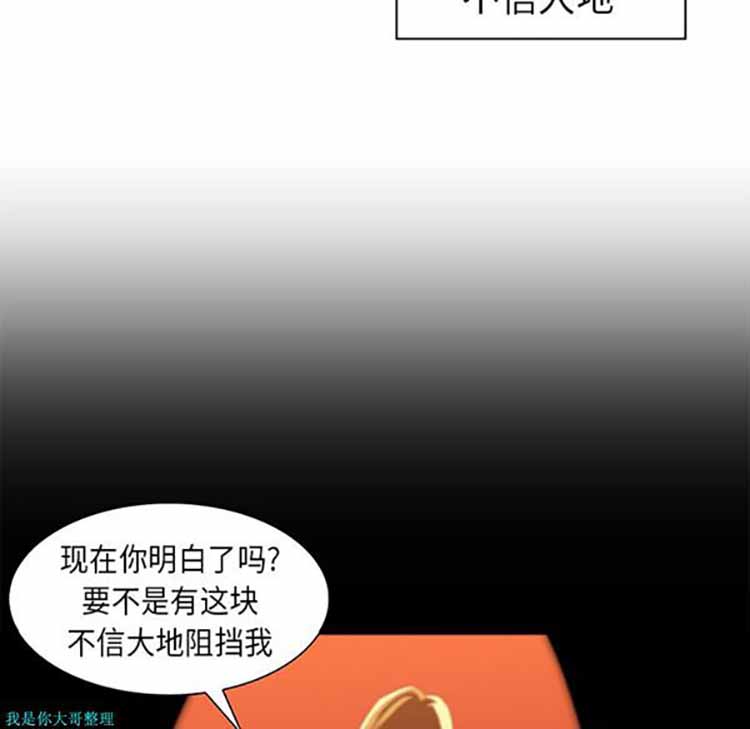 不信大地
现在你明白了吗?
要不是有这块
不信大地阻挡我
我是你大哥整理